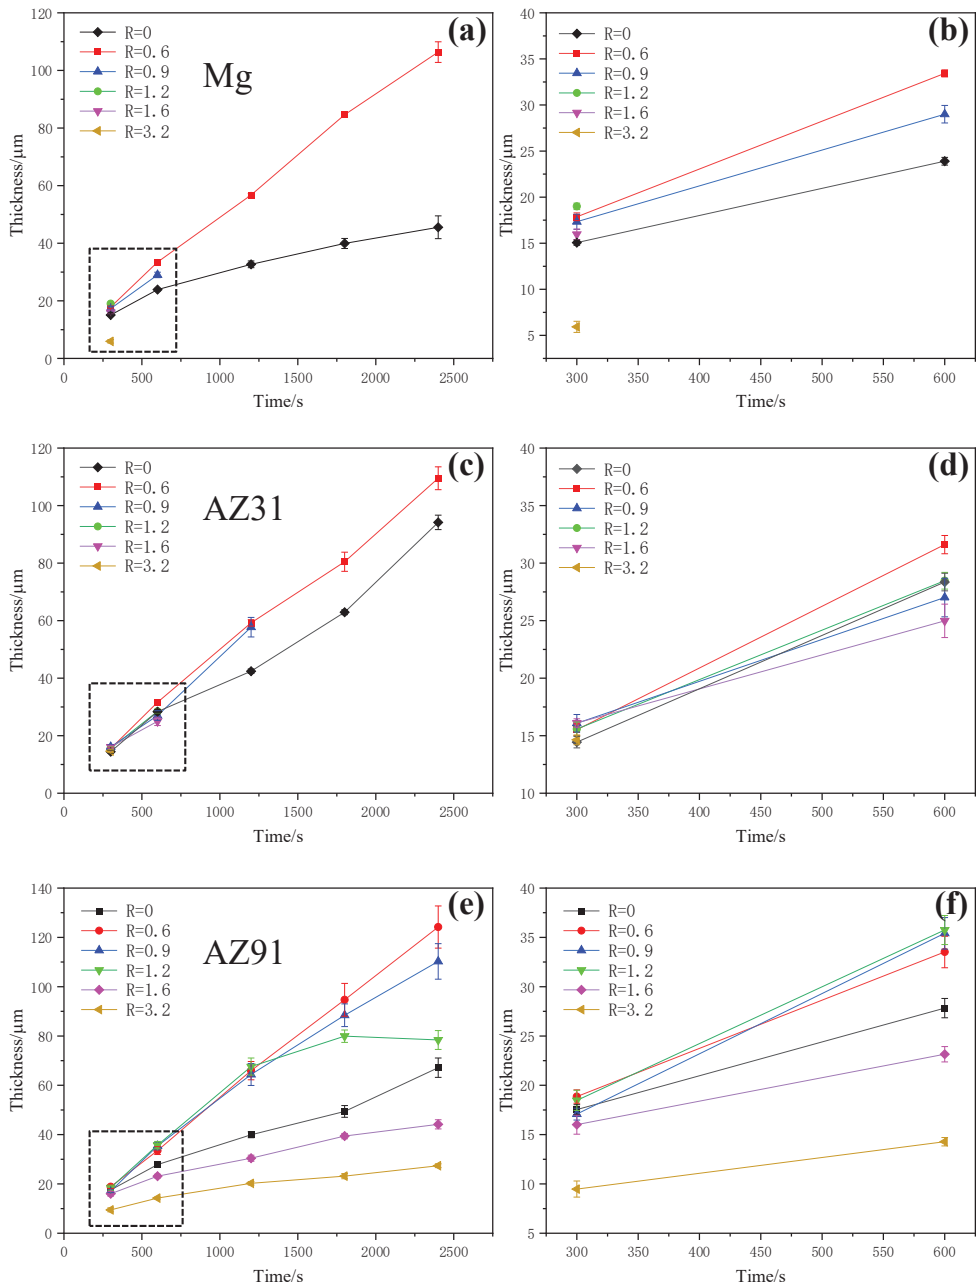 (a)
Mg
R=0
R=0.6
R=0.9
R=1.2
R=1.6
R=3.2
Thickness/μm
120
100
80
60
40
20
0
0 500 1000 1500 2000 2500
Time/s
(b)
R=0
R=0.6
R=0.9
R=1.2
R=1.6
R=3.2
Thickness/μm
40
35
30
25
20
15
10
5
300 350 400 450 500 550 600
Time/s
(c)
AZ31
R=0
R=0.6
R=0.9
R=1.2
R=1.6
R=3.2
Thickness/μm
120
100
80
60
40
20
0
0 500 1000 1500 2000 2500
Time/s
(d)
R=0
R=0.6
R=0.9
R=1.2
R=1.6
R=3.2
Thickness/μm
40
35
30
25
20
15
10
300 350 400 450 500 550 600
Time/s
(e)
AZ91
R=0
R=0.6
R=0.9
R=1.2
R=1.6
R=3.2
Thickness/μm
140
120
100
80
60
40
20
0
0 500 1000 1500 2000 2500
Time/s
(f)
R=0
R=0.6
R=0.9
R=1.2
R=1.6
R=3.2
Thickness/μm
40
35
30
25
20
15
10
5
300 350 400 450 500 550 600
Time/s